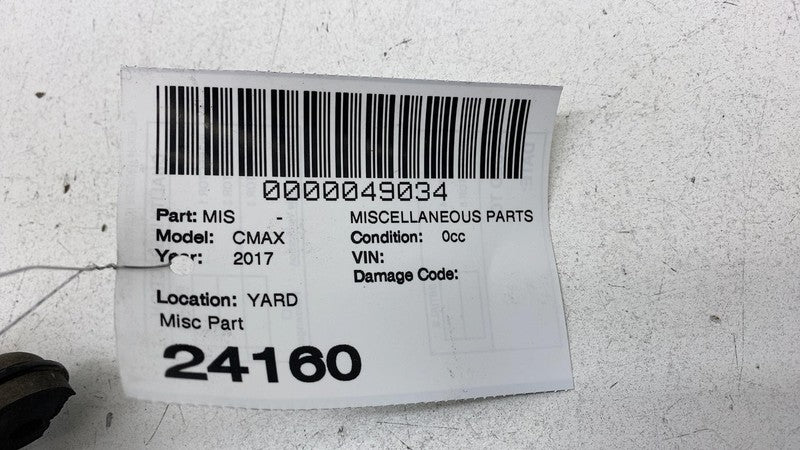 0000049034
Part: MIS - MISCELLANEOUS PARTS
Model: CMAX Condition: 0cc
Year: 2017 VIN:
Damage Code:
Location: YARD
Misc Part
24160